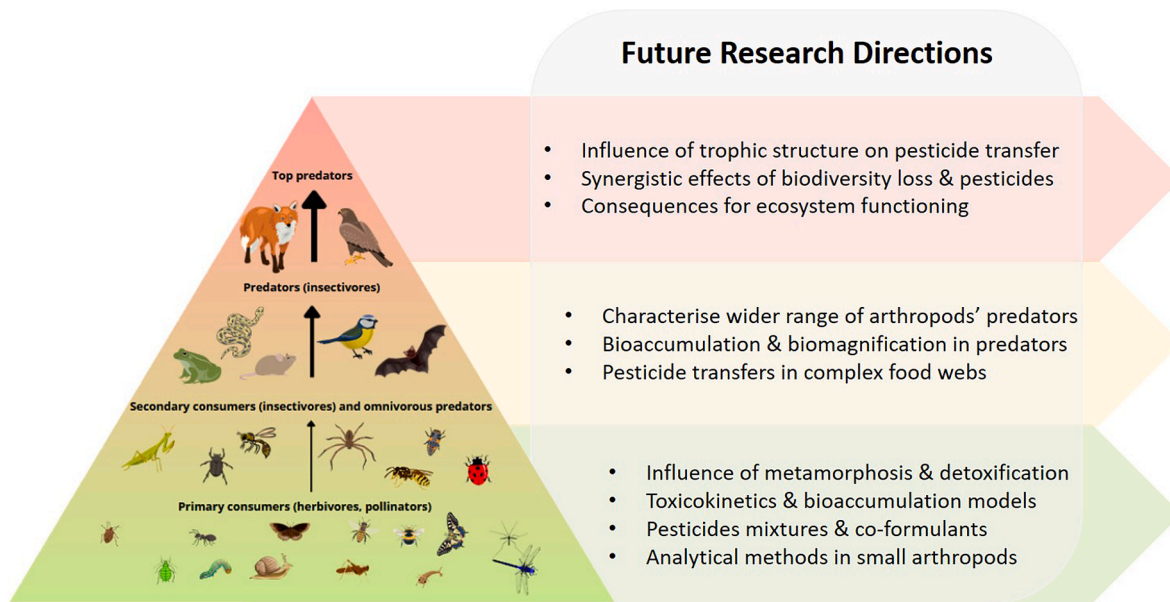 Future Research Directions
Top predators
Predators (insectivores)
Secondary consumers (insectivores) and omnivorous predators
Primary consumers (herbivores, pollinators)
• Influence of trophic structure on pesticide transfer
• Synergistic effects of biodiversity loss & pesticides
• Consequences for ecosystem functioning
• Characterise wider range of arthropods' predators
• Bioaccumulation & biomagnification in predators
• Pesticide transfers in complex food webs
• Influence of metamorphosis & detoxification
• Toxicokinetics & bioaccumulation models
• Pesticides mixtures & co-formulants
• Analytical methods in small arthropods